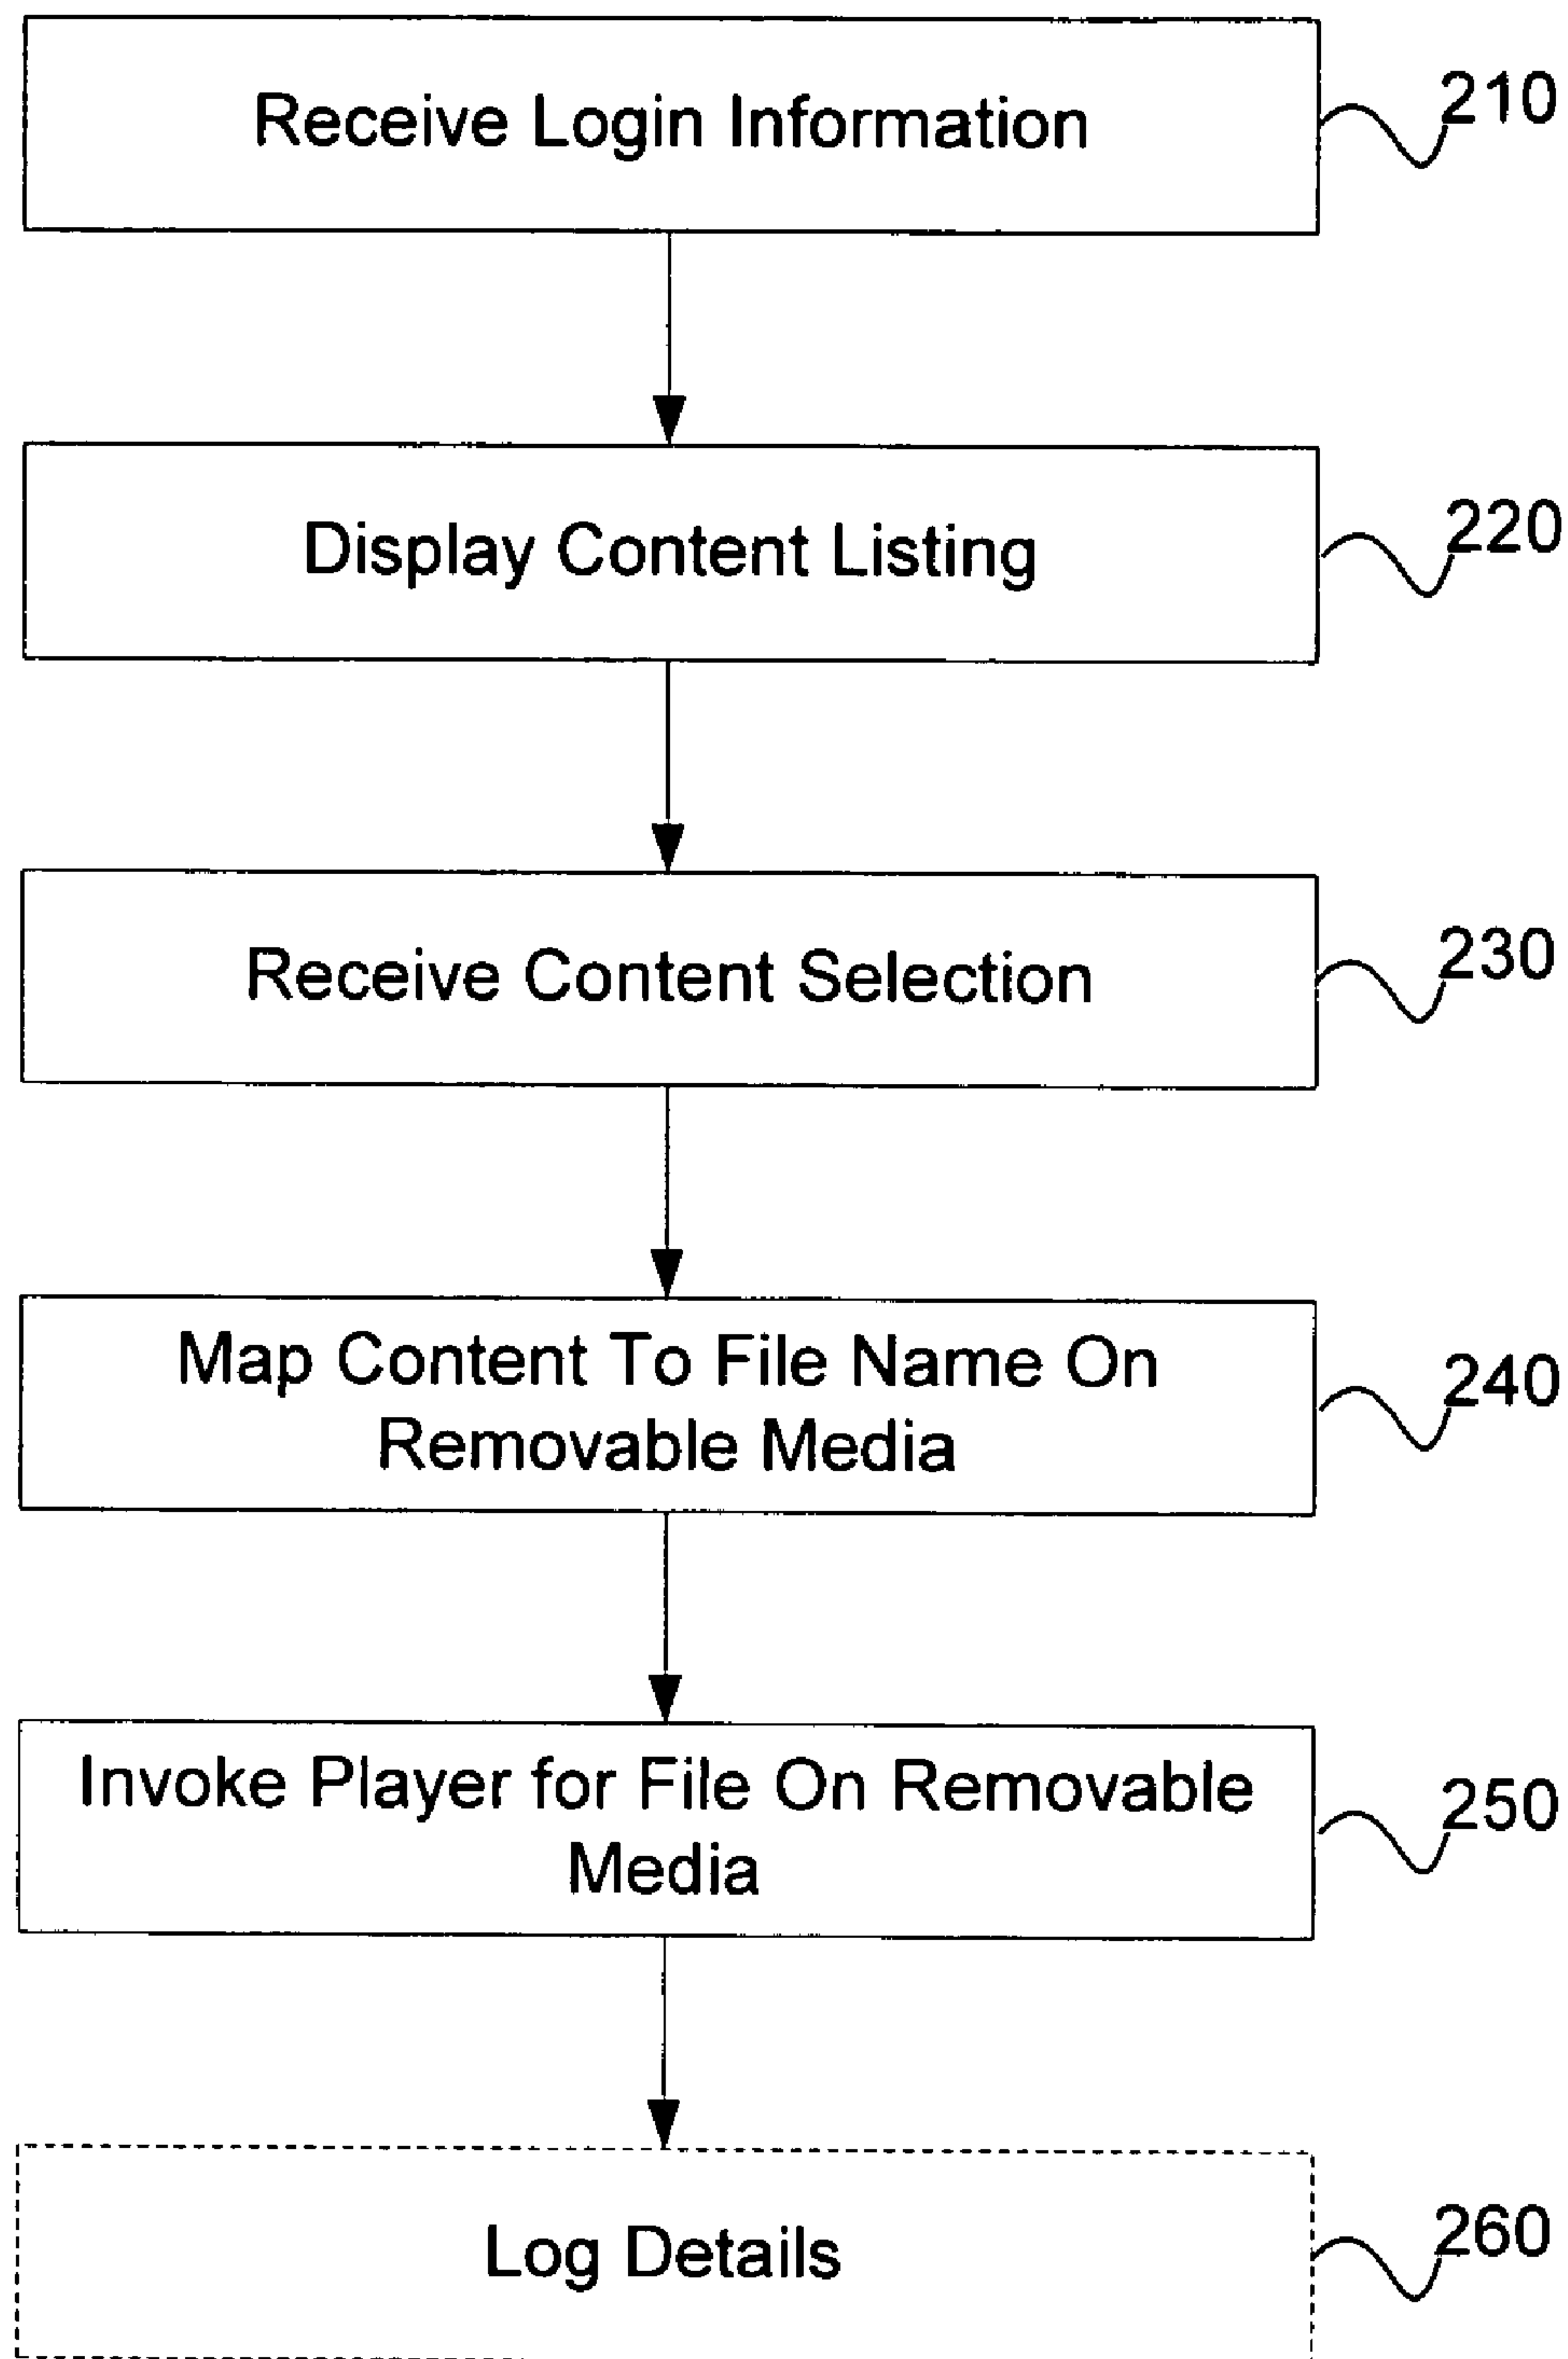 Receive Login Information
210
Display Content Listing
220
Receive Content Selection
230
Map Content To File Name On
Removable Media
240
Invoke Player for File On Removable
Media
250
Log Details
260